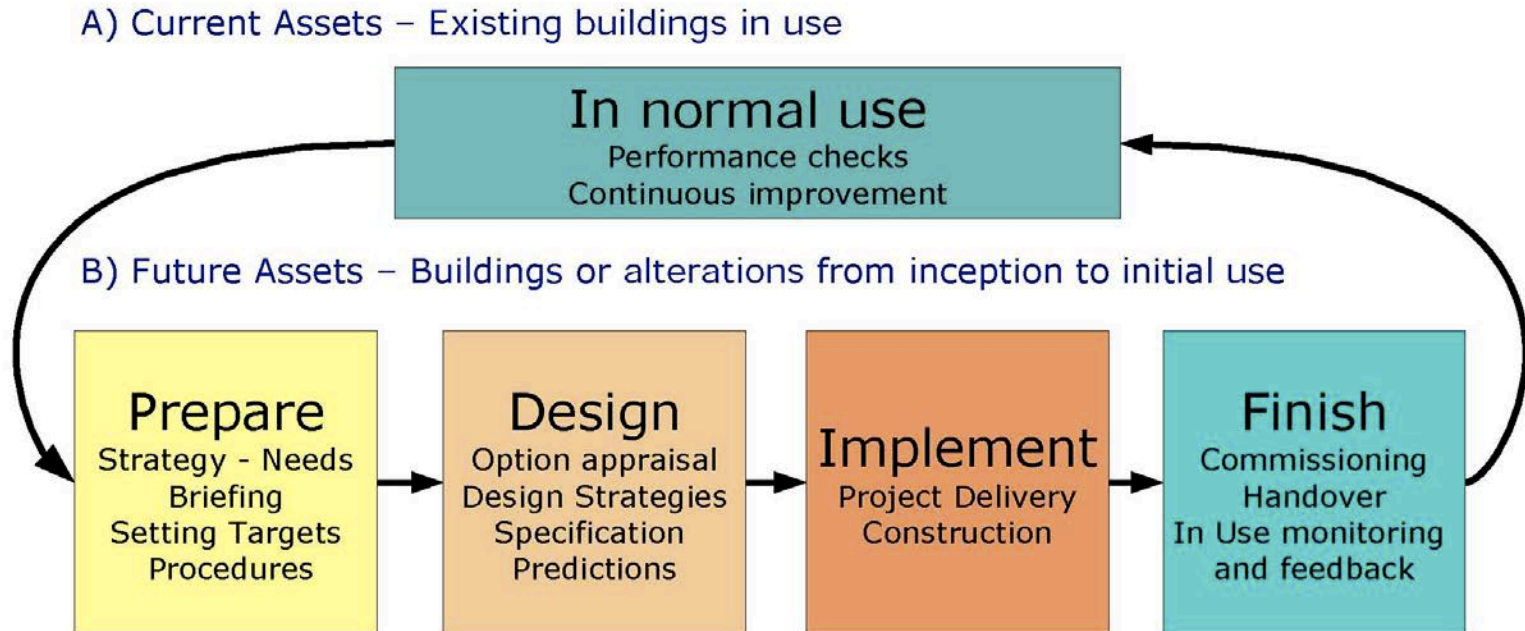 A) Current Assets – Existing buildings in use
In normal use
Performance checks
Continuous improvement
B) Future Assets – Buildings or alterations from inception to initial use
Prepare
Strategy - Needs
Briefing
Setting Targets
Procedures
Design
Option appraisal
Design Strategies
Specification
Predictions
Implement
Project Delivery
Construction
Finish
Commissioning
Handover
In Use monitoring
and feedback